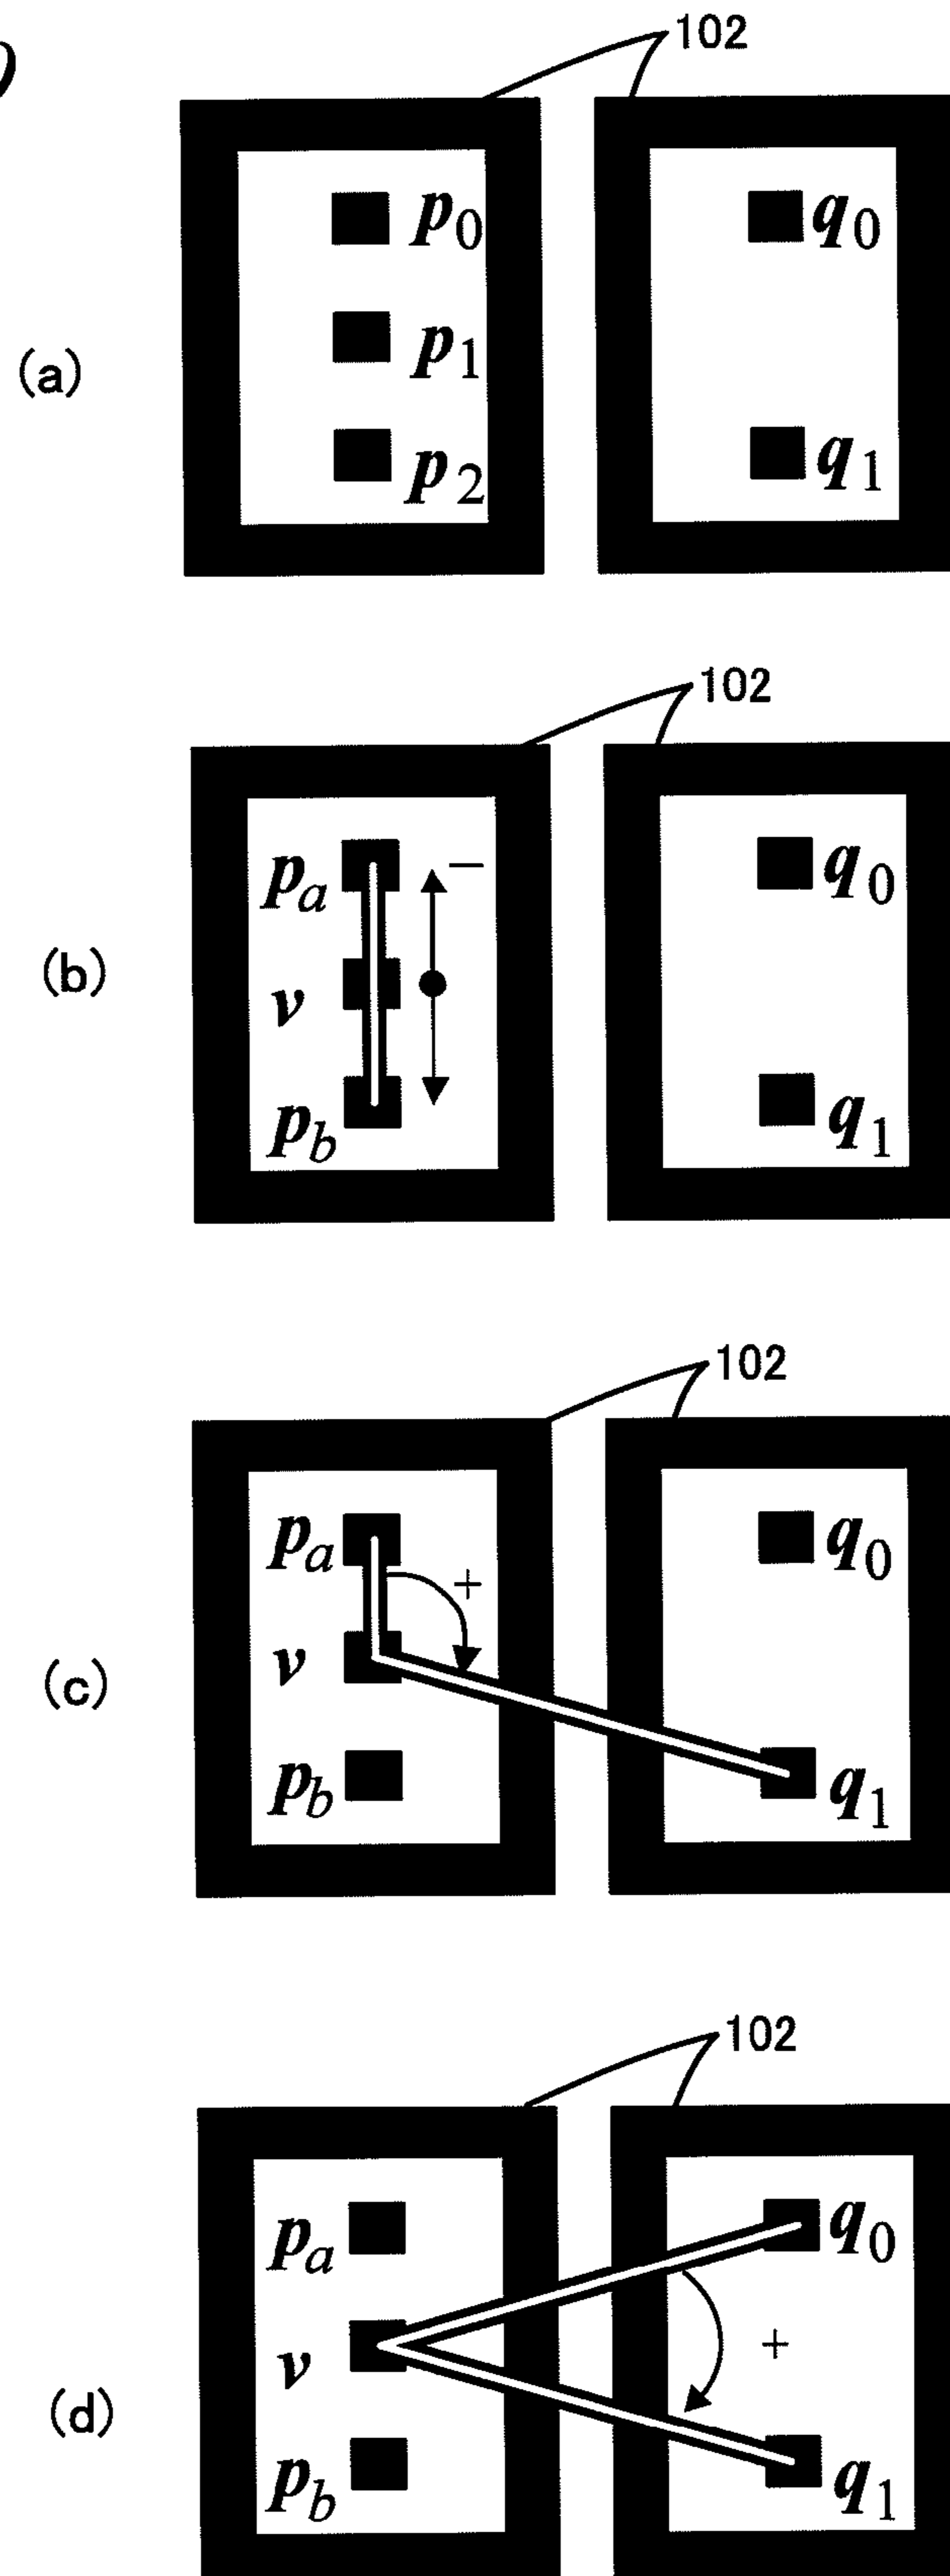 102
p0 q0
(a) p1
p2 q1
102
pa − q0
(b) v
pb q1
102
pa + q0
(c) v
pb q1
102
pa q0
v +
(d)
pb q1